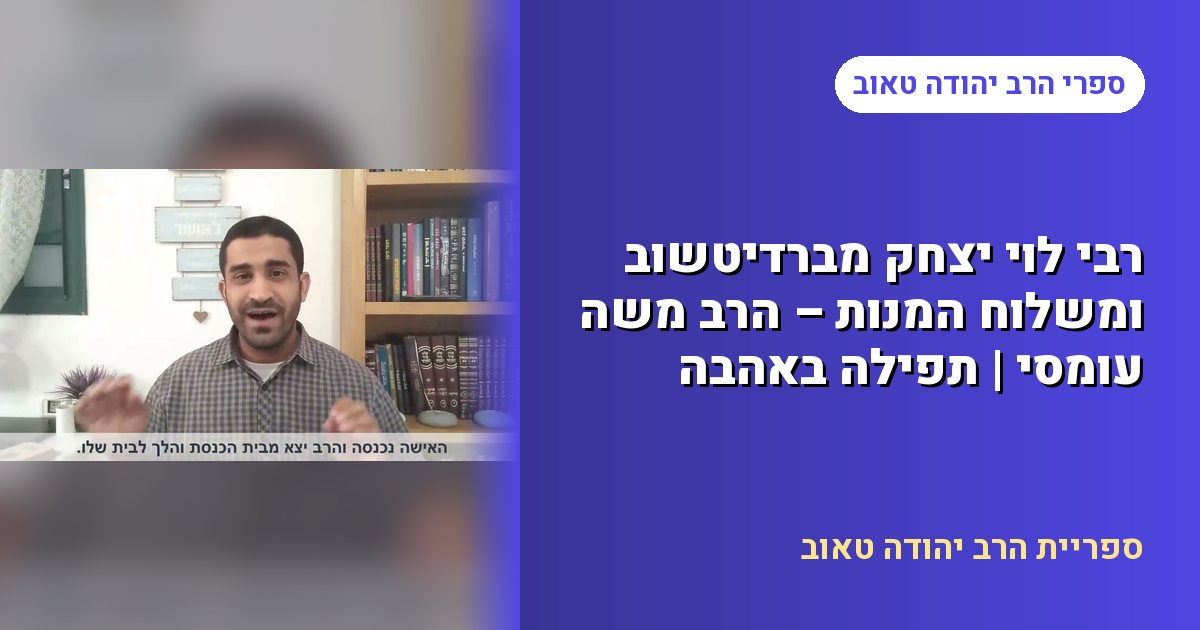 ספרי הרב יהודה טאוב
רבי לוי יצחק מברדיטשוב
ומשלוח המנות – הרב משה
עומסי | תפילה באהבה
ספריית הרב יהודה טאוב
לאושר
האישה נכנסה והרב יצא מבית הכנסת והלך לבית שלו.